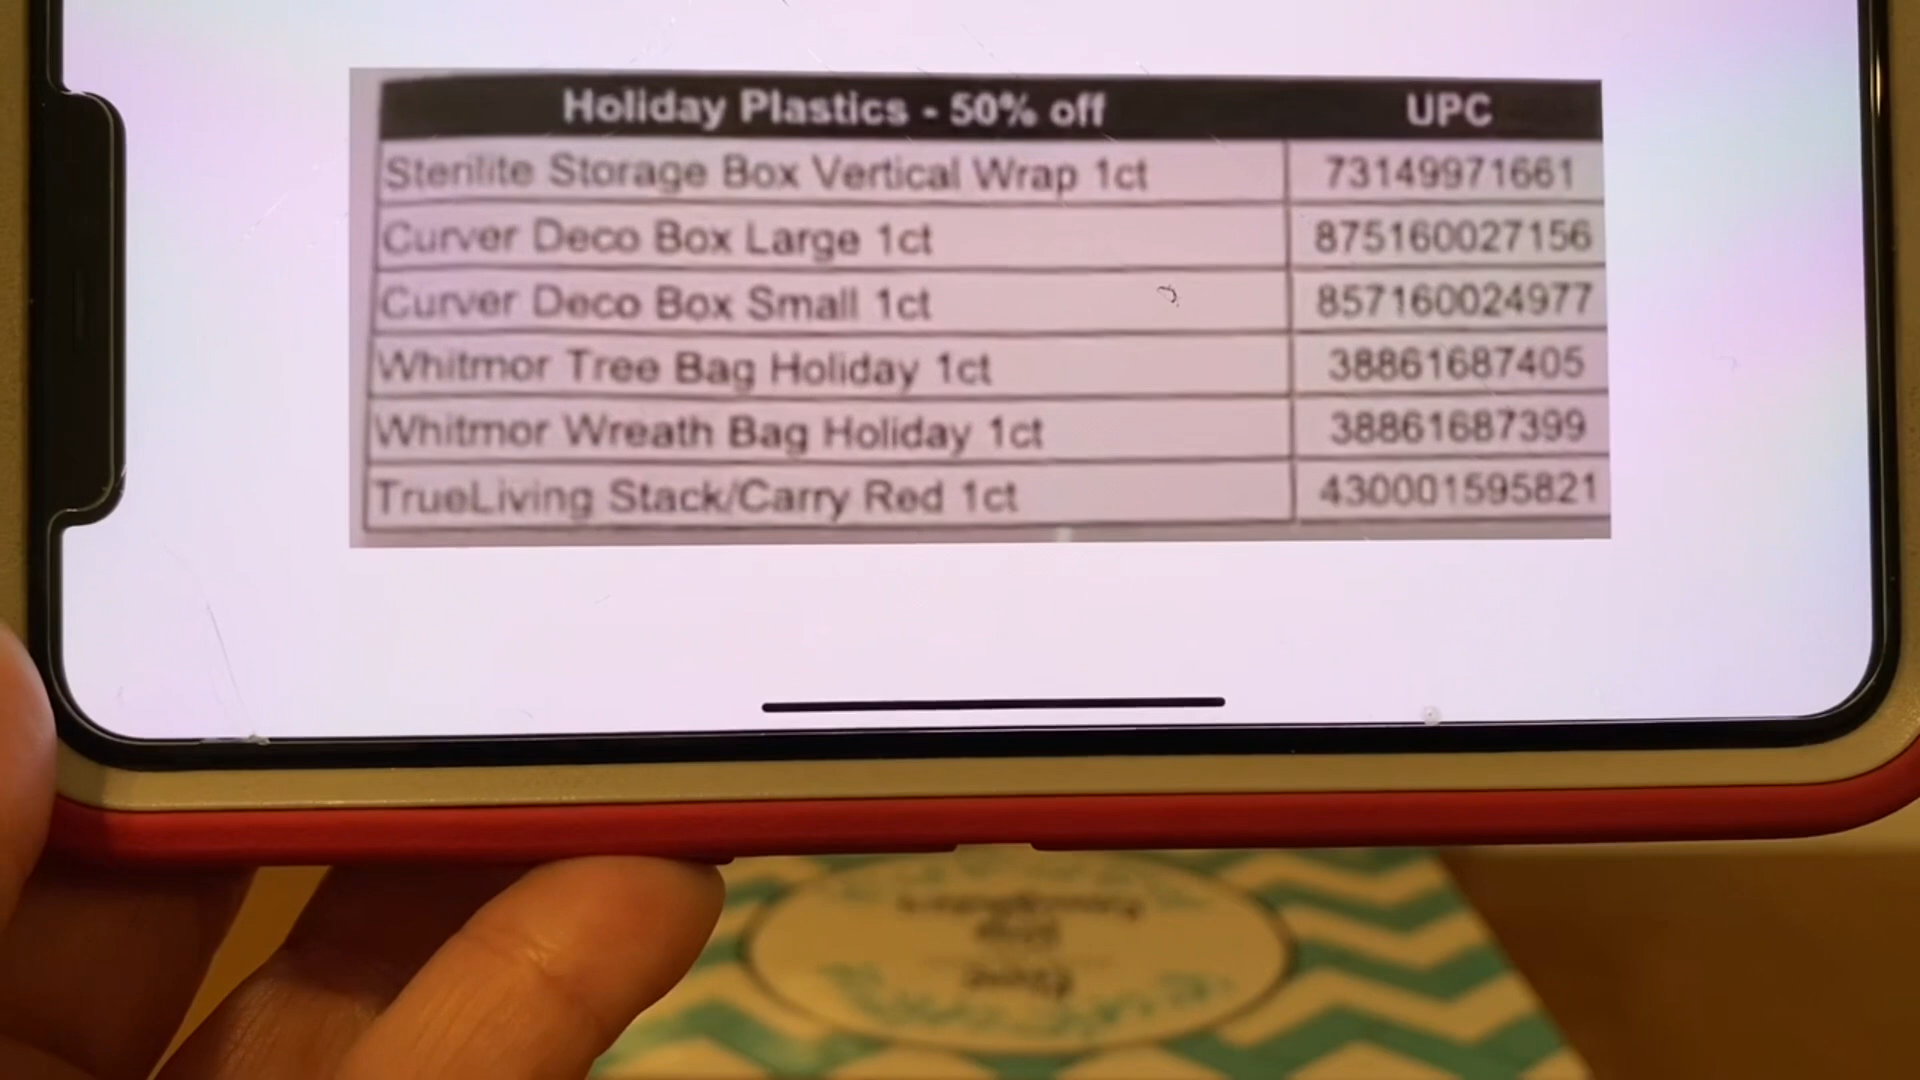 Holiday Plastics - 50% off UPC
Sterilite Storage Box Vertical Wrap 1ct 73149971661
Curver Deco Box Large 1ct 875160027156
Curver Deco Box Small 1ct 857160024977
Whitmor Tree Bag Holiday 1ct 38861687405
Whitmor Wreath Bag Holiday 1ct 38861687399
TrueLiving Stack/Carry Red 1ct 430001595821